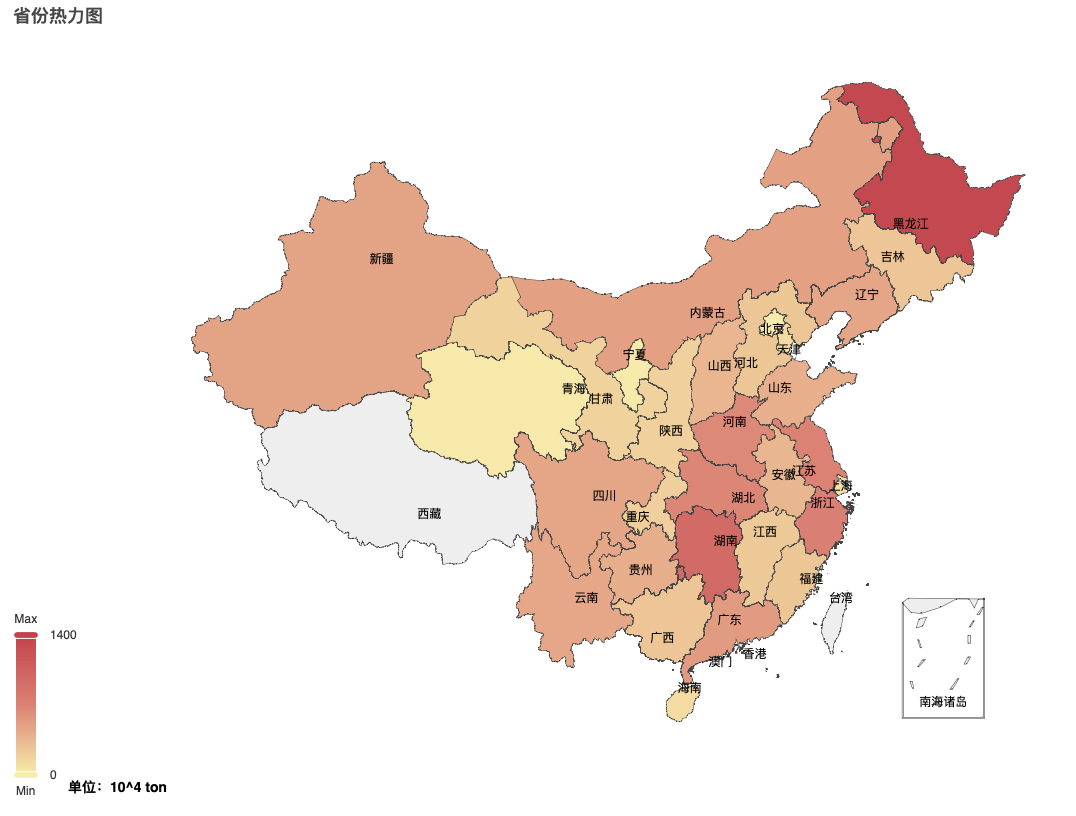 省份热力图
黑龙江
吉林
新疆
辽宁
内蒙古
北京
天津
宁夏
山西
河北
青海
甘肃
山东
河南
陕西
安徽
江苏
上海
四川
湖北
浙江
西藏
重庆
湖南
江西
贵州
福建
云南
台湾
广东
广西
香港
澳门
海南
南海诸岛
Max
1400
0
Min
单位：10^4 ton